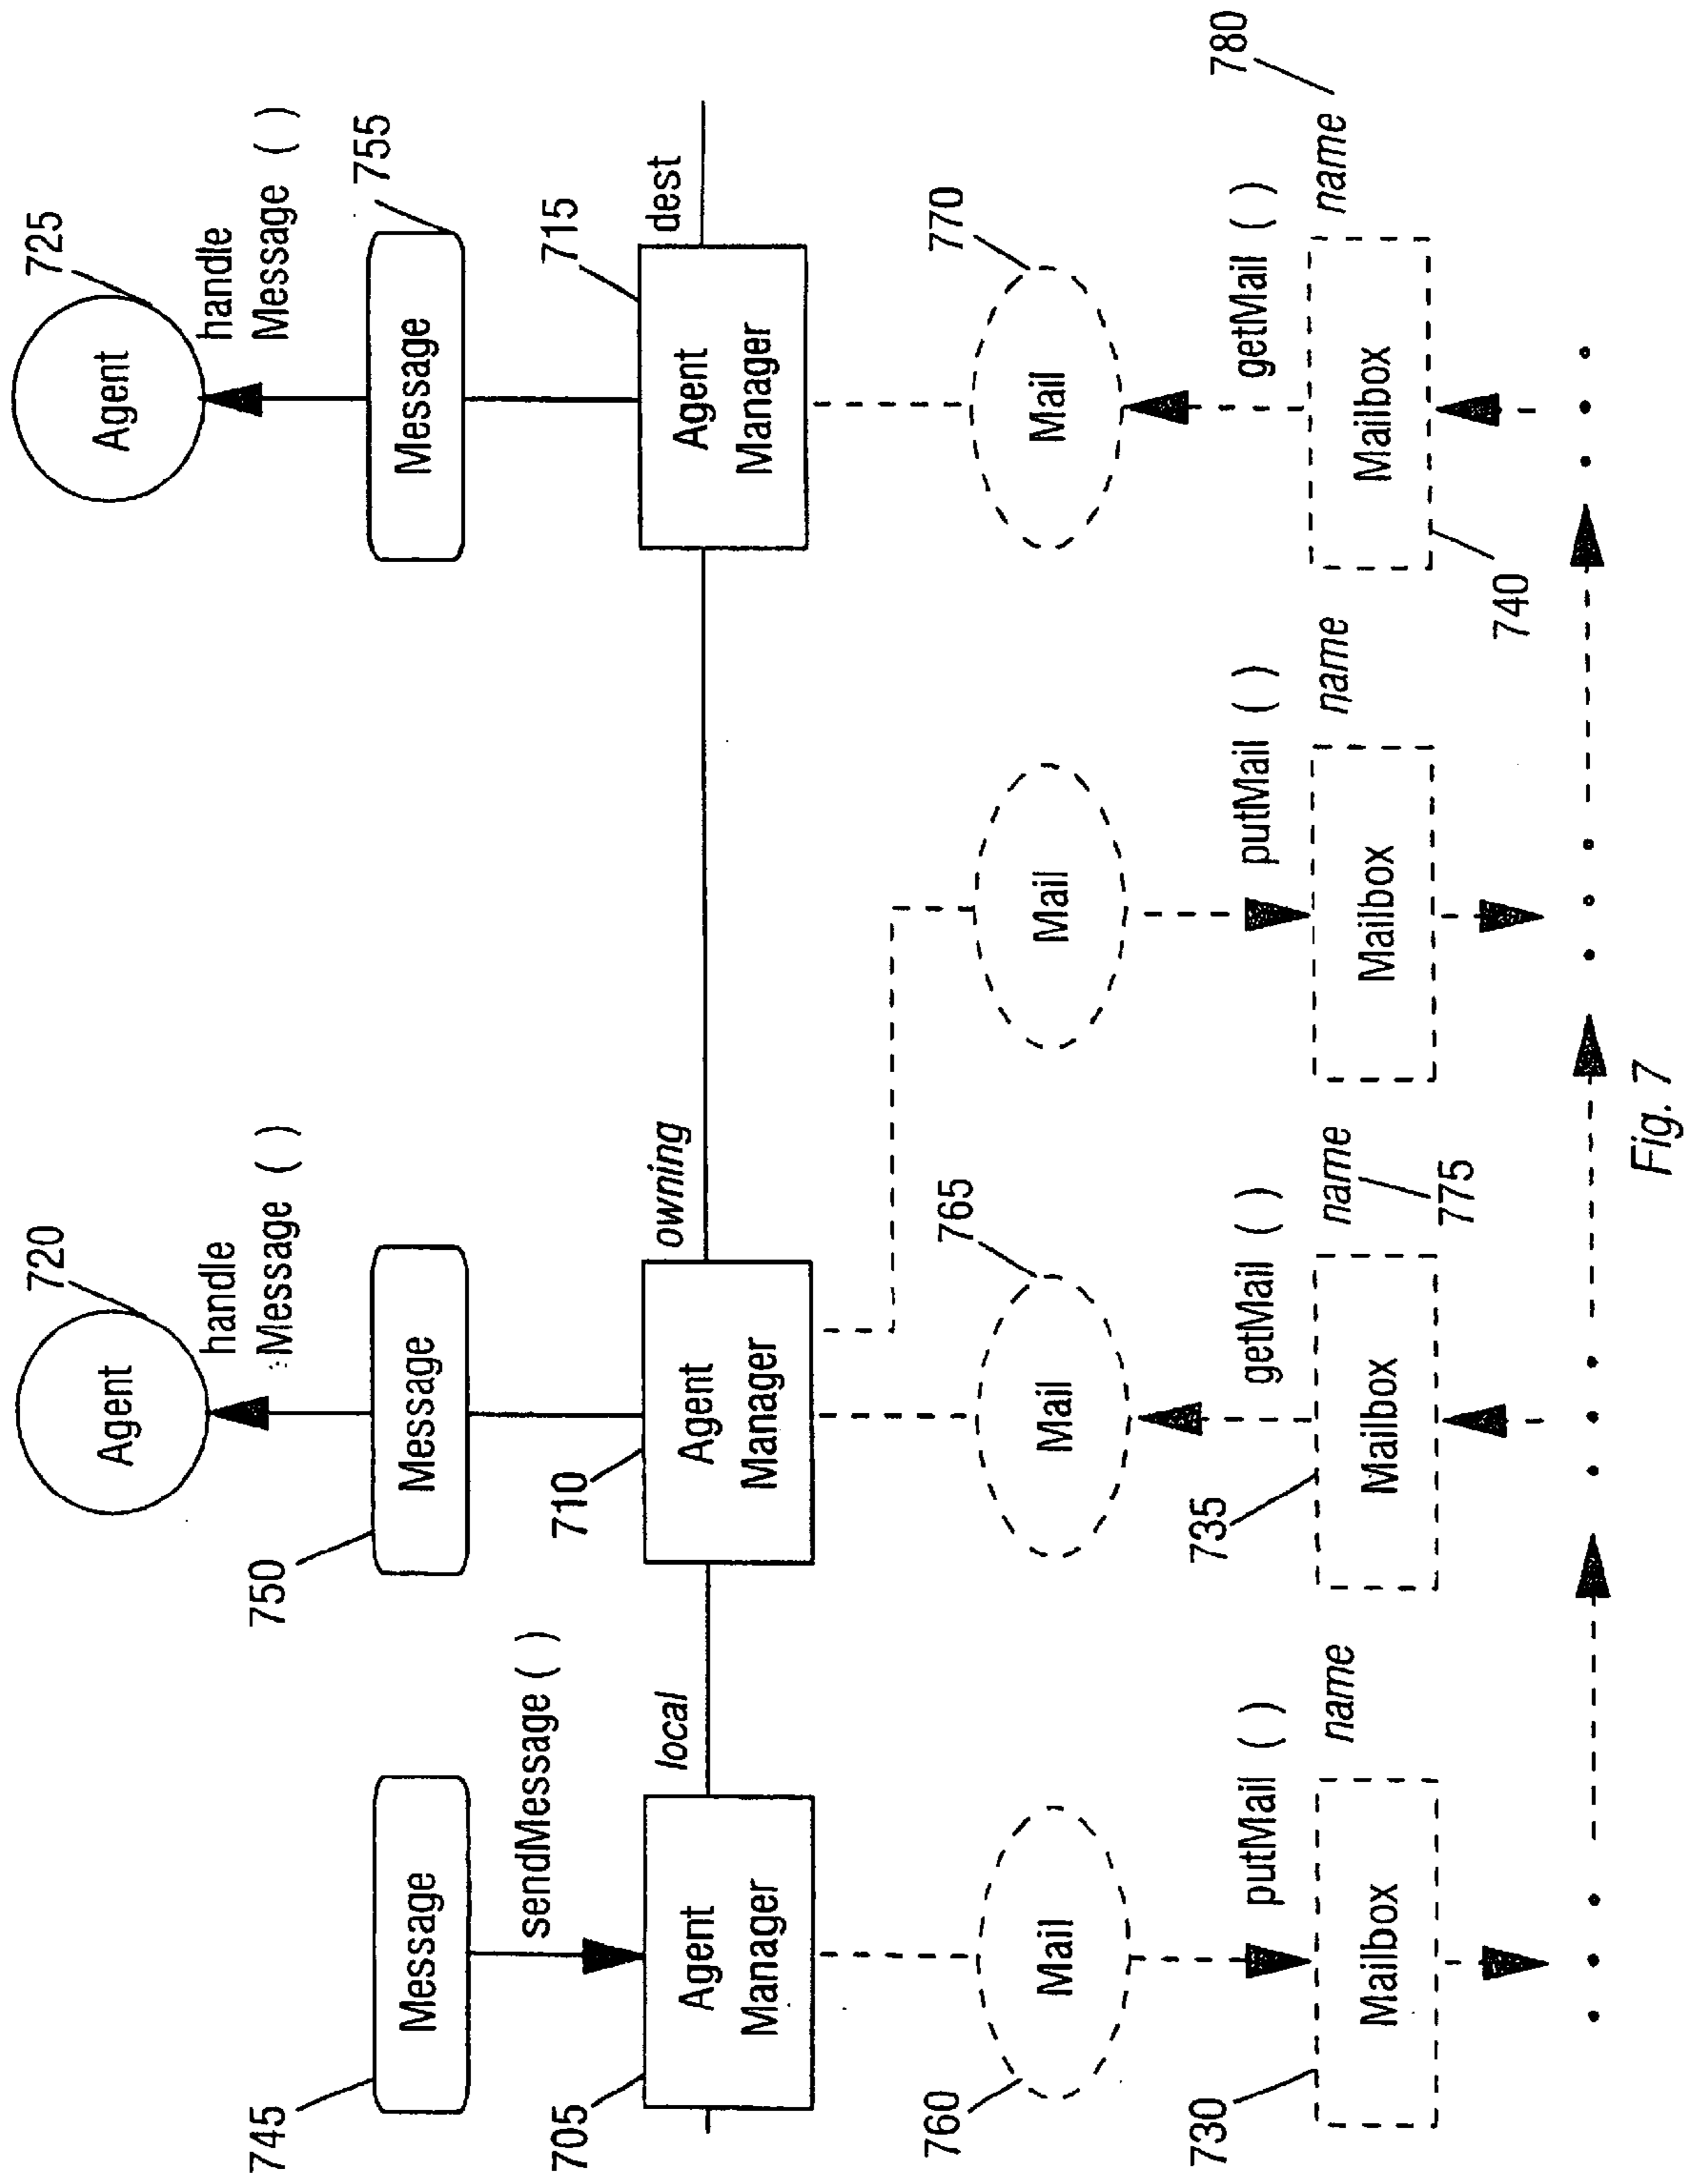 720
725
Agent
Agent
handle
Message ( )
handle
Message ( )
745
750
755
Message
Message
Message
sendMessage ( )
705
710
715
local
owning
dest
Agent
Manager
Agent
Manager
Agent
Manager
760
765
770
Mail
Mail
Mail
Mail
730
735
780
putMail ( )
getMail ( )
putMail ( )
getMail ( )
name
name
name
name
Mailbox
Mailbox
Mailbox
Mailbox
775
740
Fig. 7